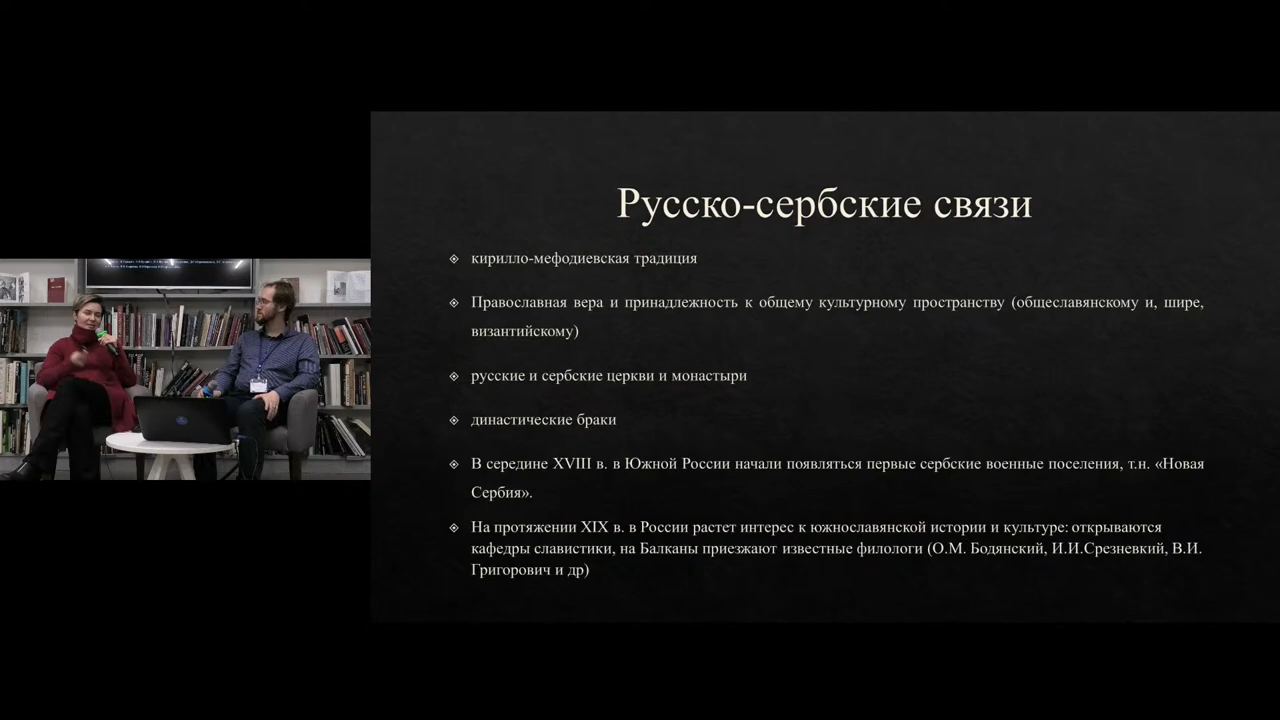 Русско-сербские связи
кирилло-мефодиевская традиция
Православная вера и принадлежность к общему культурному пространству (общеславянскому и, шире,
византийскому)
русские и сербские церкви и монастыри
династические браки
В середине XVIII в. в Южной России начали появляться первые сербские военные поселения, т.н. «Новая
Сербия».
На протяжении XIX в. в России растет интерес к южнославянской истории и культуре: открываются
кафедры славистики, на Балканы приезжают известные филологи (О.М. Бодянский, И.И.Срезневкий, В.И.
Григорович и др)